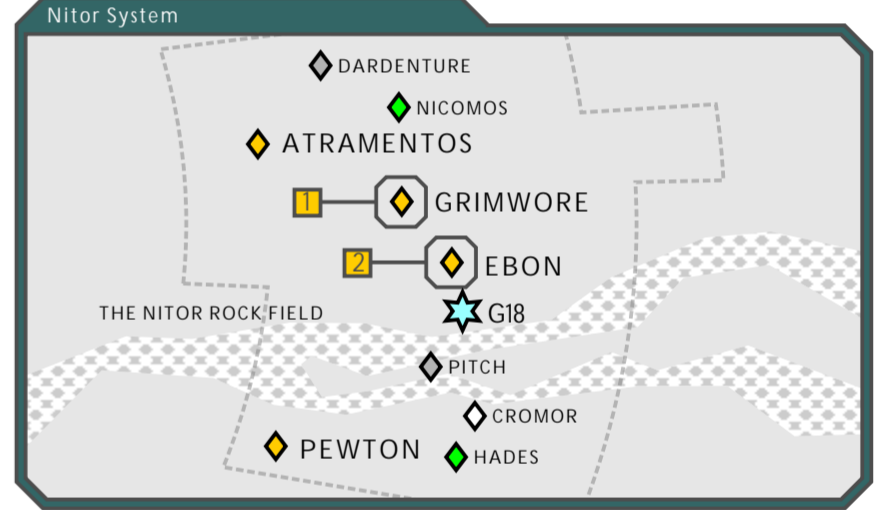 Nitor System
DARDENTURE
NICOMOS
ATRAMENTOS
1 GRIMWORE
2 EBON
THE NITOR ROCK FIELD G18
PITCH
CROMOR
PEWTON
HADES